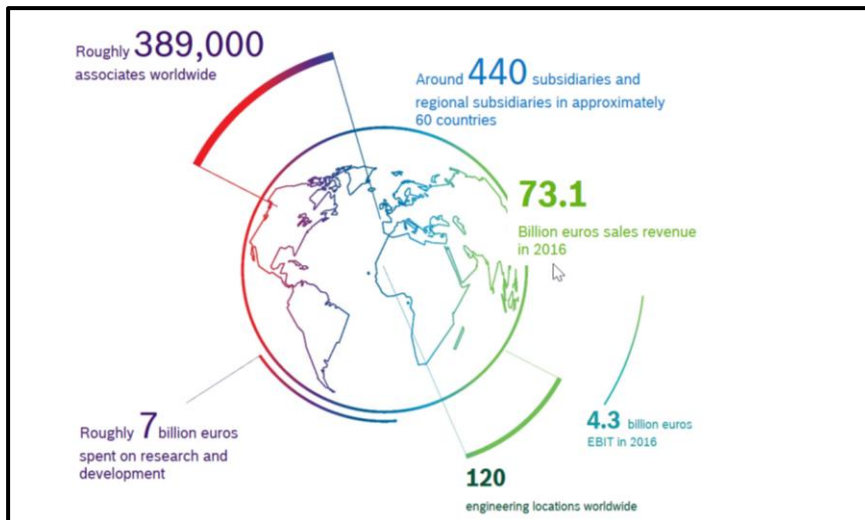 Roughly 389,000
associates worldwide
Around 440 subsidiaries and
regional subsidiaries in approximately
60 countries
73.1
Billion euros sales revenue
in 2016
Roughly 7 billion euros
spent on research and
development
4.3 billion euros
EBIT in 2016
120
engineering locations worldwide